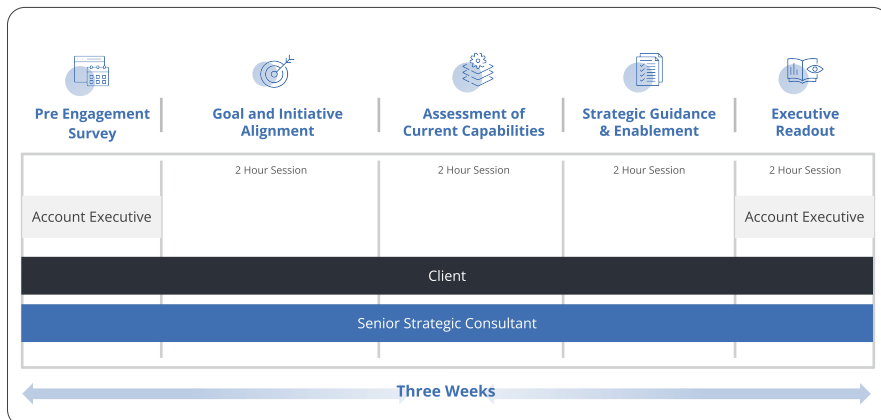 Pre Engagement
Survey
Goal and Initiative
Alignment
Assessment of
Current Capabilities
Strategic Guidance
& Enablement
Executive
Readout
2 Hour Session
2 Hour Session
2 Hour Session
2 Hour Session
Account Executive
Account Executive
Client
Senior Strategic Consultant
Three Weeks